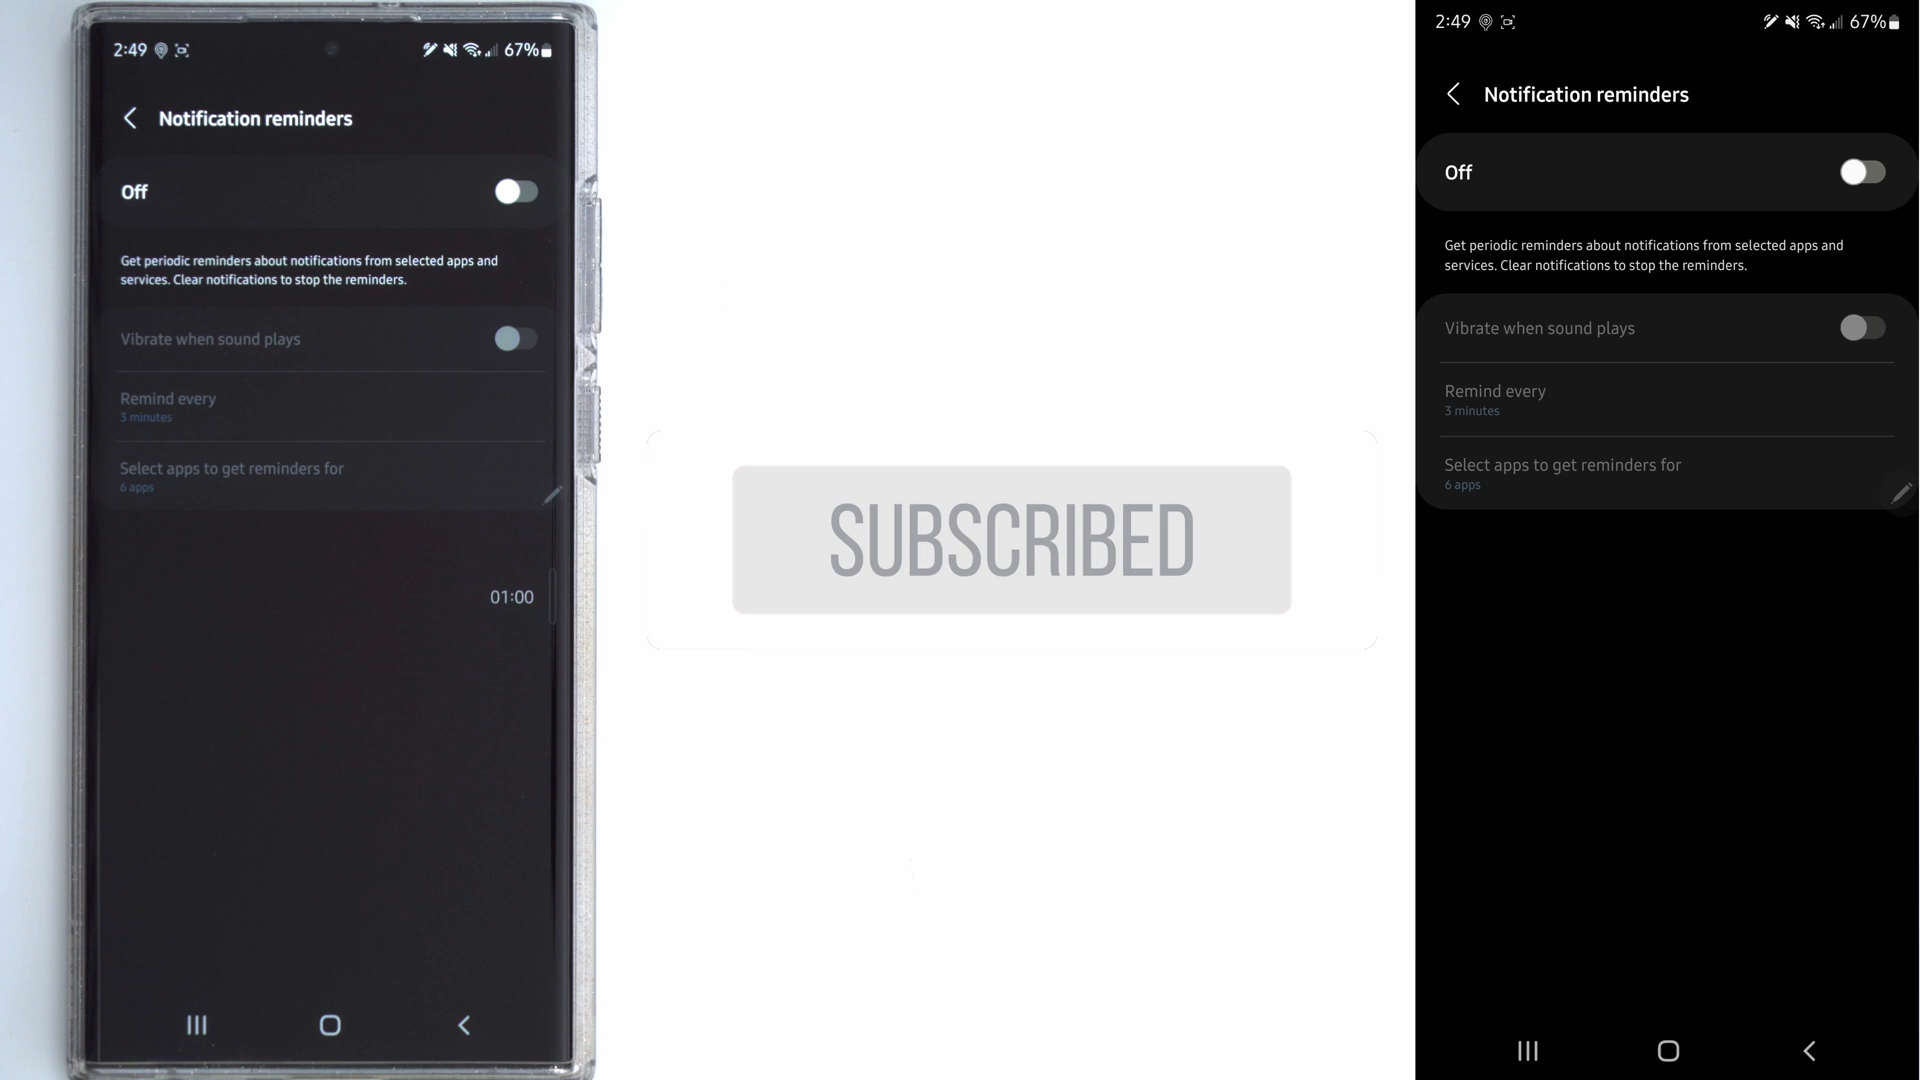 2:49
67%
Notification reminders
Off
Get periodic reminders about notifications from selected apps and
services. Clear notifications to stop the reminders.
Vibrate when sound plays
Remind every
3 minutes
Select apps to get reminders for
6 apps
01:00
SUBSCRIBED
2:49
67%
Notification reminders
Off
Get periodic reminders about notifications from selected apps and
services. Clear notifications to stop the reminders.
Vibrate when sound plays
Remind every
3 minutes
Select apps to get reminders for
6 apps